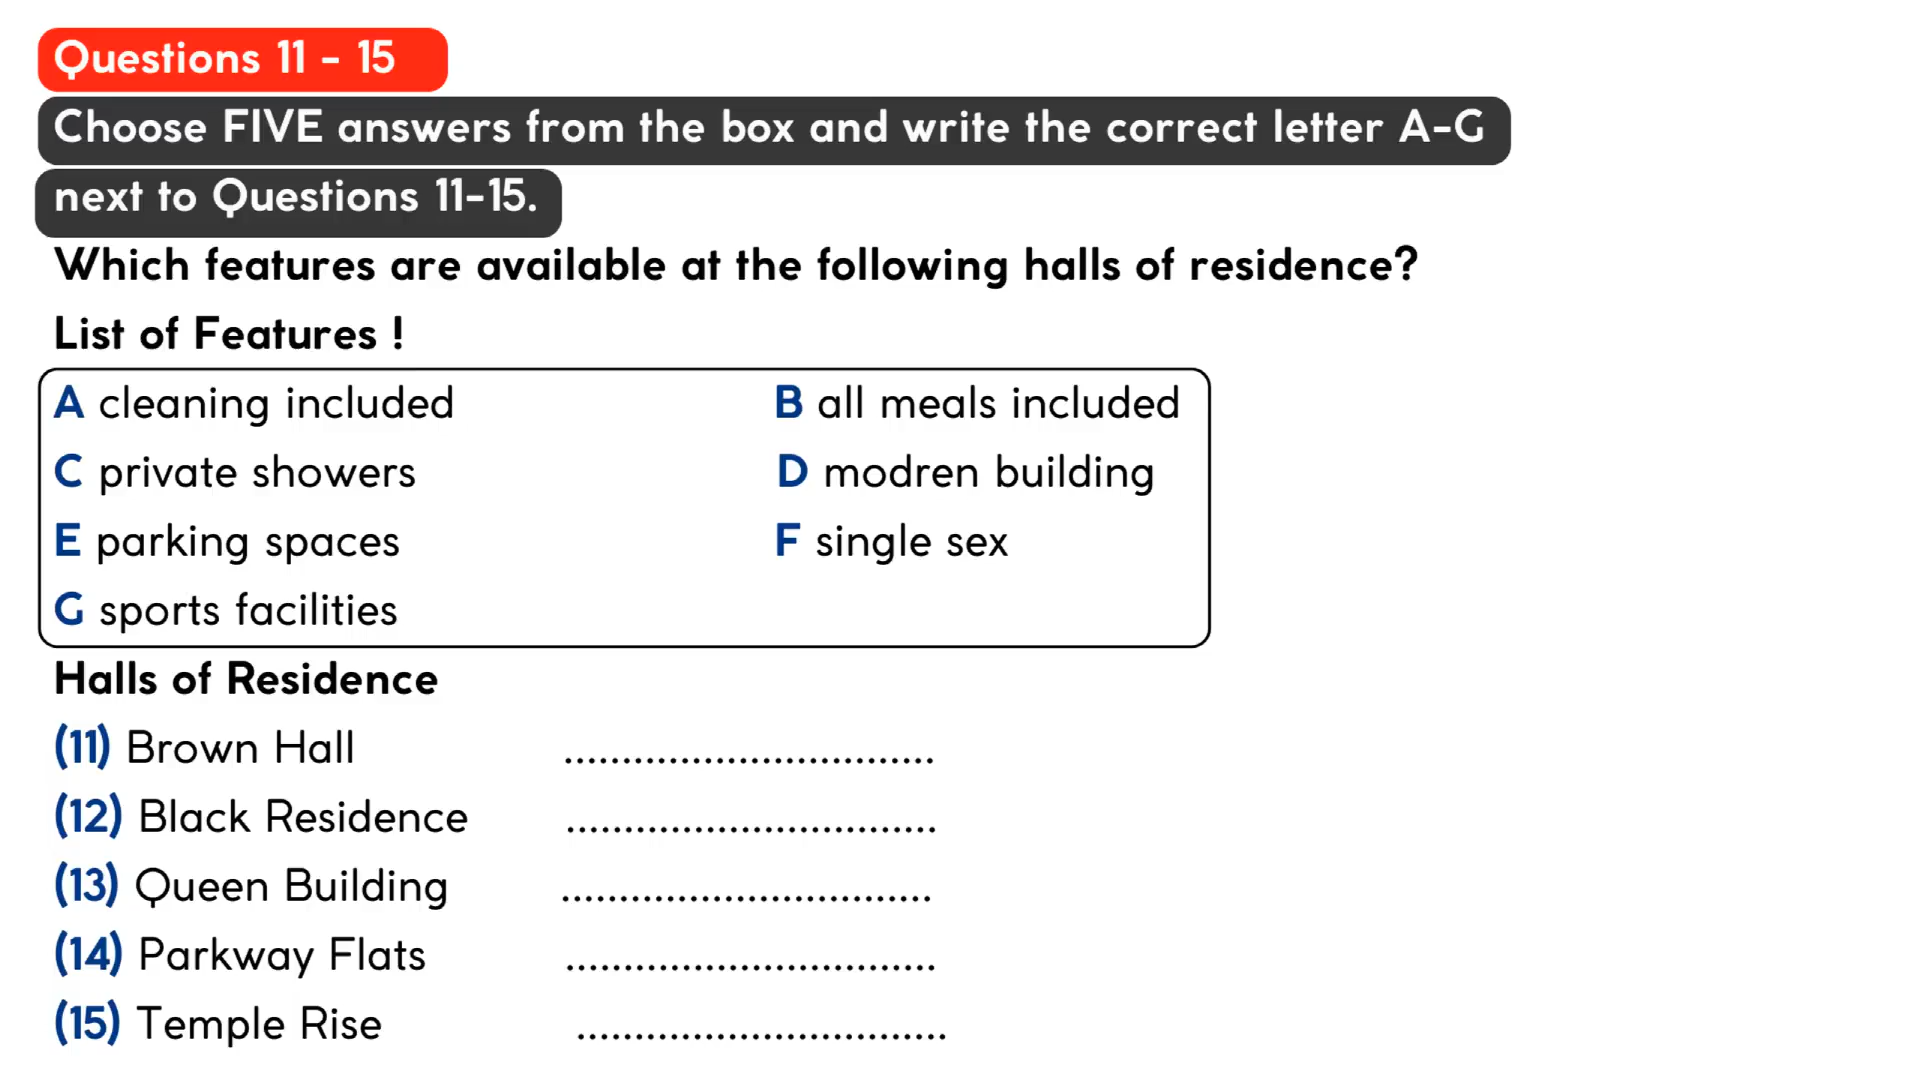 Questions 11 - 15
Choose FIVE answers from the box and write the correct letter A-G
next to Questions 11-15.
Which features are available at the following halls of residence?
List of Features !
A cleaning included B all meals included
C private showers D modren building
E parking spaces F single sex
G sports facilities
Halls of Residence
(11) Brown Hall ................................
(12) Black Residence ................................
(13) Queen Building ................................
(14) Parkway Flats ................................
(15) Temple Rise ................................